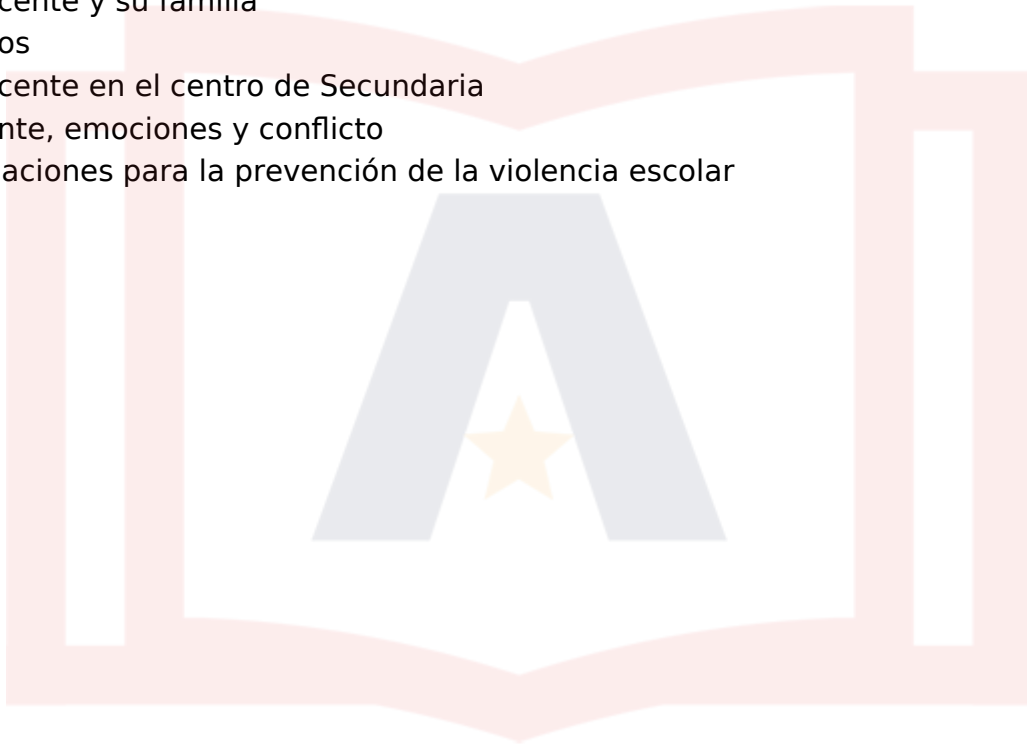 cente y su familia
os
cente en el centro de Secundaria
nte, emociones y conflicto
aciones para la prevención de la violencia escolar